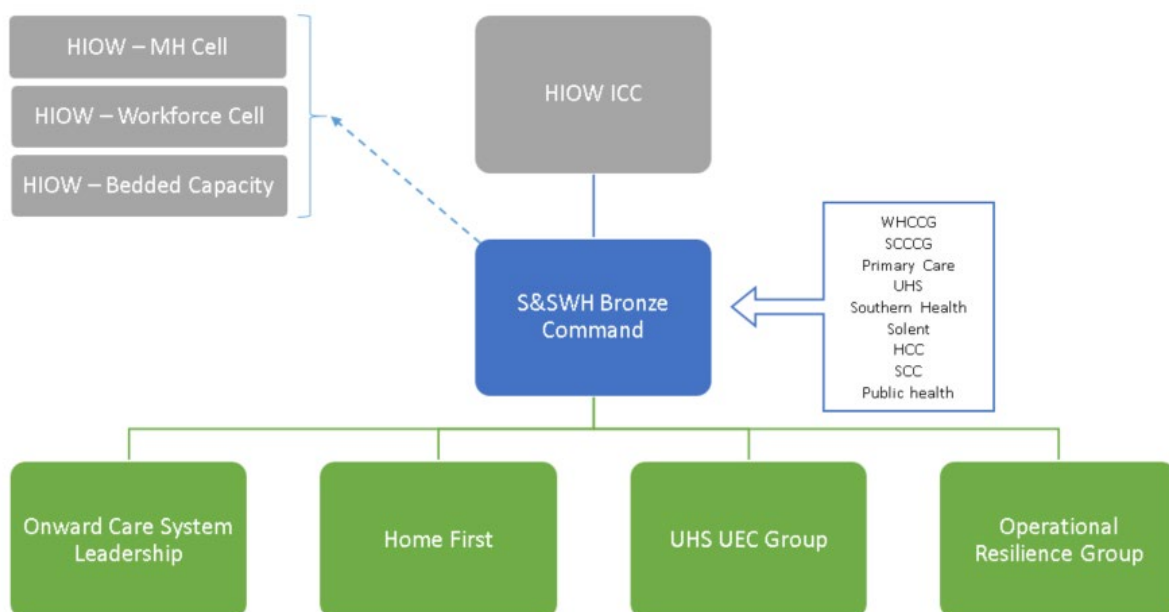 HIOW – MH Cell
HIOW – Workforce Cell
HIOW – Bedded Capacity
HIOW ICC
S&SWH Bronze
Command
WHCCG
SCCCG
Primary Care
UHS
Southern Health
Solent
HCC
SCC
Public health
Onward Care System
Leadership
Home First
UHS UEC Group
Operational
Resilience Group